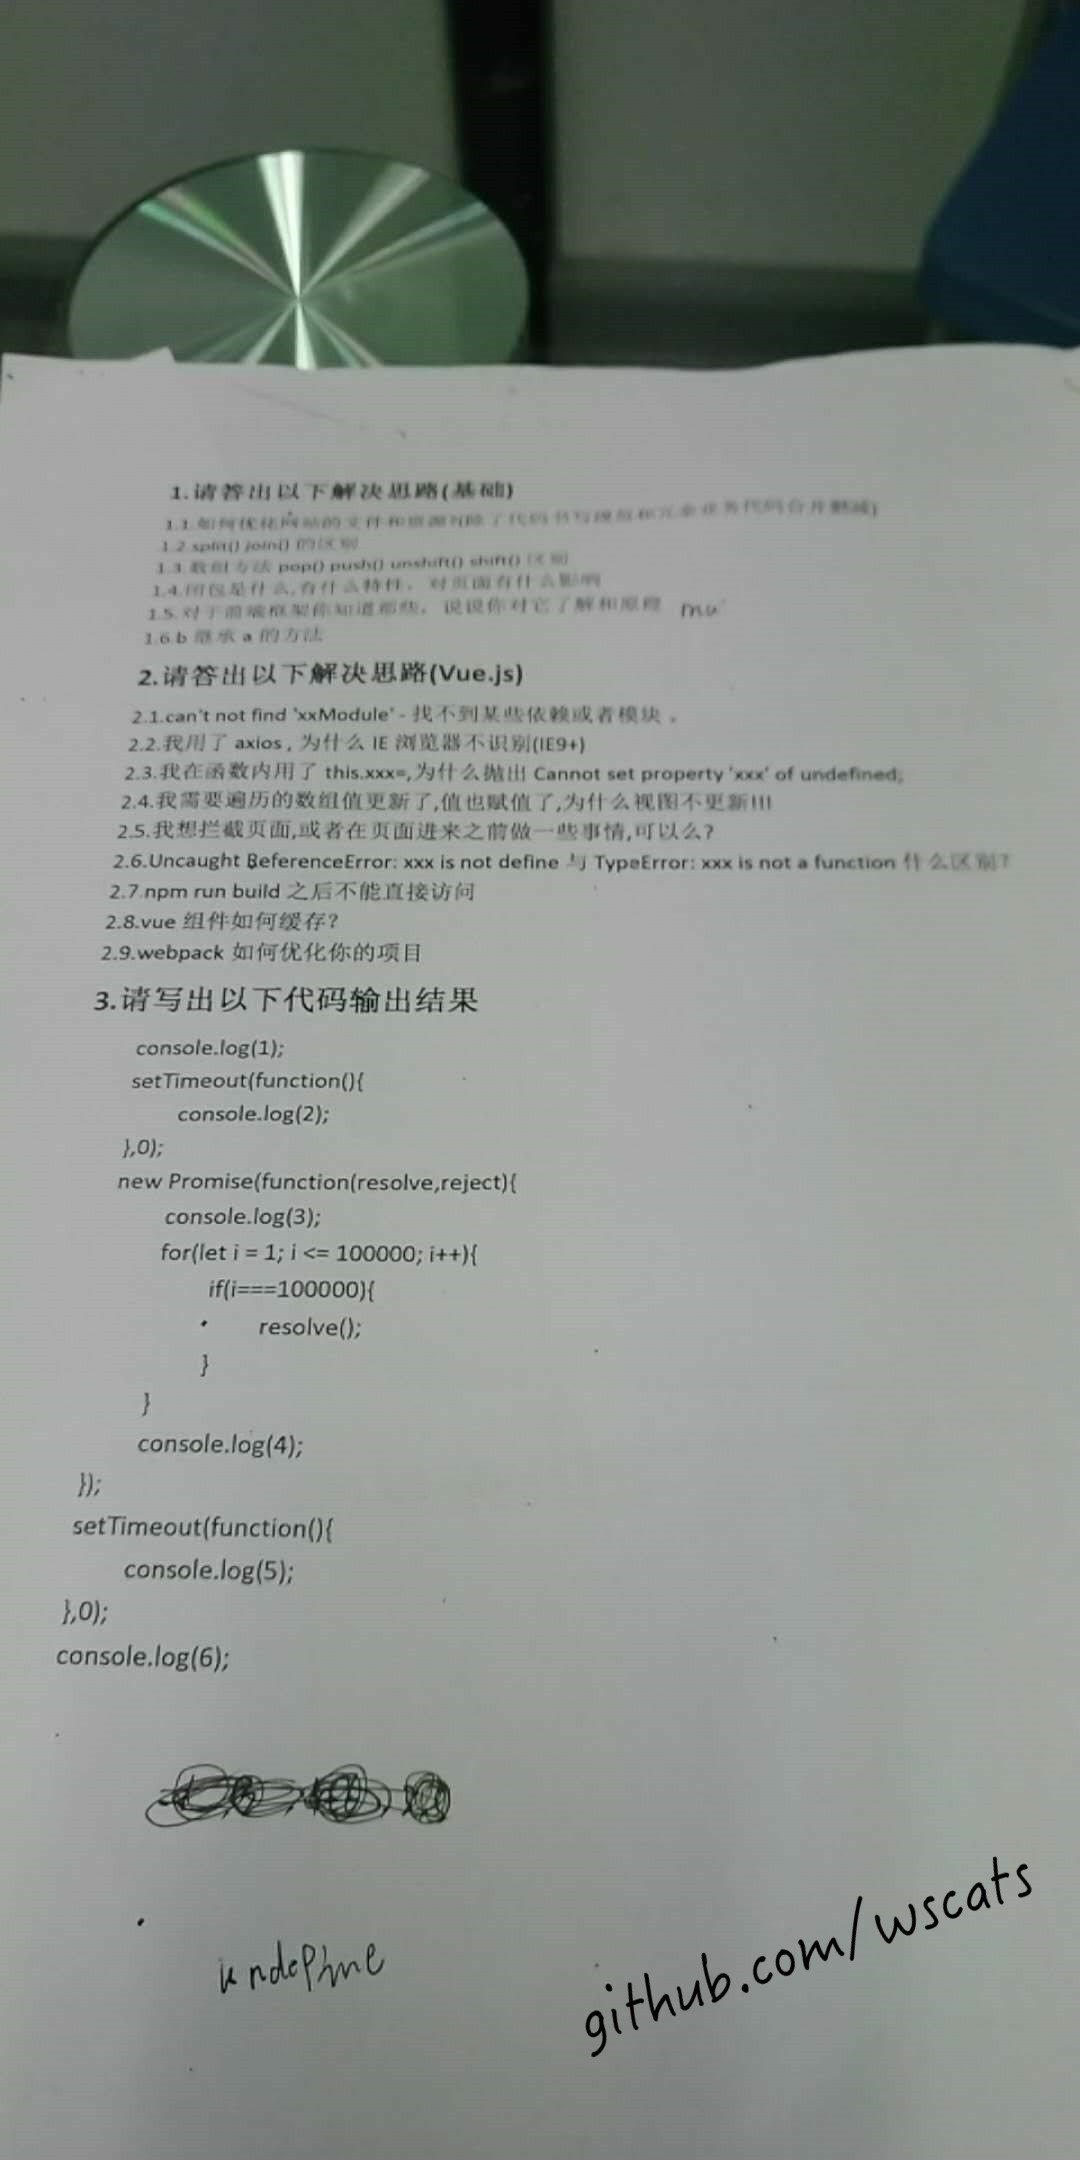 1.请答出以下解决思路(基础)
1.1.如何优化网站的文件和资源?(除了代码书写规范和冗余业务代码合并删减)
1.2.split() join() 的区别
1.3.数组方法 pop() push() unshift() shift() 区别
1.4.闭包是什么,有什么特性，对页面有什么影响
1.5.对于前端框架你知道那些，说说你对它了解和原理
1.6.b 继承 a 的方法
2.请答出以下解决思路(Vue.js)
2.1.can't not find 'xxModule' - 找不到某些依赖或者模块 。
2.2.我用了 axios , 为什么 IE 浏览器不识别(IE9+)
2.3.我在函数内用了 this.xxx=,为什么抛出 Cannot set property 'xxx' of undefined;
2.4.我需要遍历的数组值更新了,值也赋值了,为什么视图不更新!!!
2.5.我想拦截页面,或者在页面进来之前做一些事情,可以么?
2.6.Uncaught BeferenceError: xxx is not define 与 TypeError: xxx is not a function 什么区别?
2.7.npm run build 之后不能直接访问
2.8.vue 组件如何缓存?
2.9.webpack 如何优化你的项目
3.请写出以下代码输出结果
console.log(1);
setTimeout(function(){
console.log(2);
},0);
new Promise(function(resolve,reject){
console.log(3);
for(let i = 1; i <= 100000; i++){
if(i===100000){
resolve();
}
}
console.log(4);
});
setTimeout(function(){
console.log(5);
},0);
console.log(6);
undefine
github.com/wscats